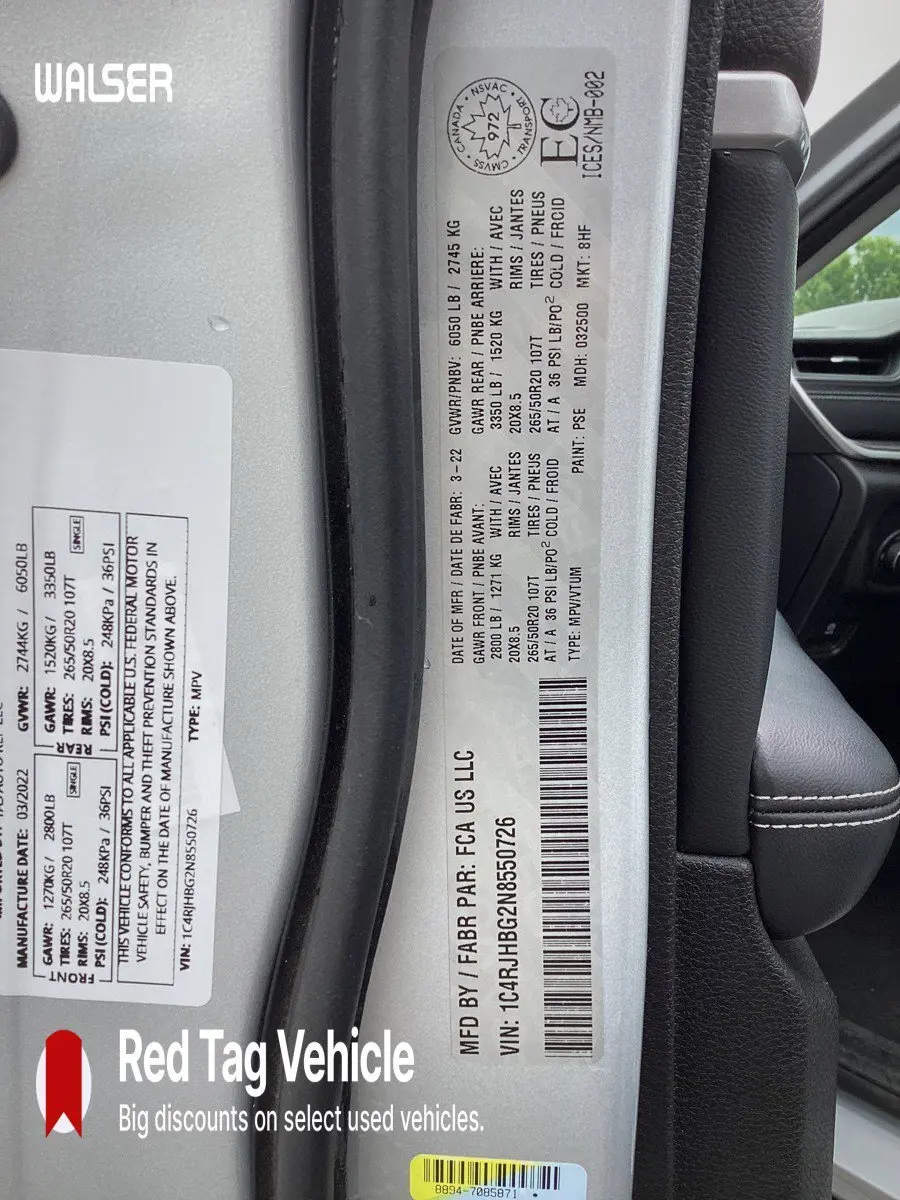 WALSER
MANUFACTURE DATE: 03/2022 GVWR: 2744KG / 6050LB
FRONT
GAWR: 1270KG / 2800LB
TIRES: 265/50R20 107T SINGLE
RIMS: 20X8.5
PSI (COLD): 248KPa / 36PSI
REAR
GAWR: 1520KG / 3350LB
TIRES: 265/50R20 107T SINGLE
RIMS: 20X8.5
PSI (COLD): 248KPa / 36PSI
THIS VEHICLE CONFORMS TO ALL APPLICABLE U.S. FEDERAL MOTOR
VEHICLE SAFETY, BUMPER AND THEFT PREVENTION STANDARDS IN
EFFECT ON THE DATE OF MANUFACTURE SHOWN ABOVE.
VIN: 1C4RJHBG2N8550726 TYPE: MPV
MFD BY / FABR PAR: FCA US LLC
VIN: 1C4RJHBG2N8550726
DATE OF MFR / DATE DE FABR: 3-22 GVWR/PNBV: 6050 LB / 2745 KG
GAWR FRONT / PNBE AVANT:
2800 LB / 1271 KG WITH / AVEC
20X8.5 RIMS / JANTES
265/50R20 107T TIRES / PNEUS
AT / A 36 PSI LB/PO² COLD / FROID
GAWR REAR / PNBE ARRIERE:
3350 LB / 1520 KG WITH / AVEC
20X8.5 RIMS / JANTES
265/50R20 107T TIRES / PNEUS
AT / A 36 PSI LB/PO² COLD / FROID
TYPE: MPV/VTUM PAINT: PSE MDH: 032500 MKT: 8HF
CANADA · NSVAC · TRANSPORT · CMVSS
972
EC
ICES/NMB-002
Red Tag Vehicle
Big discounts on select used vehicles.
8894-7085871